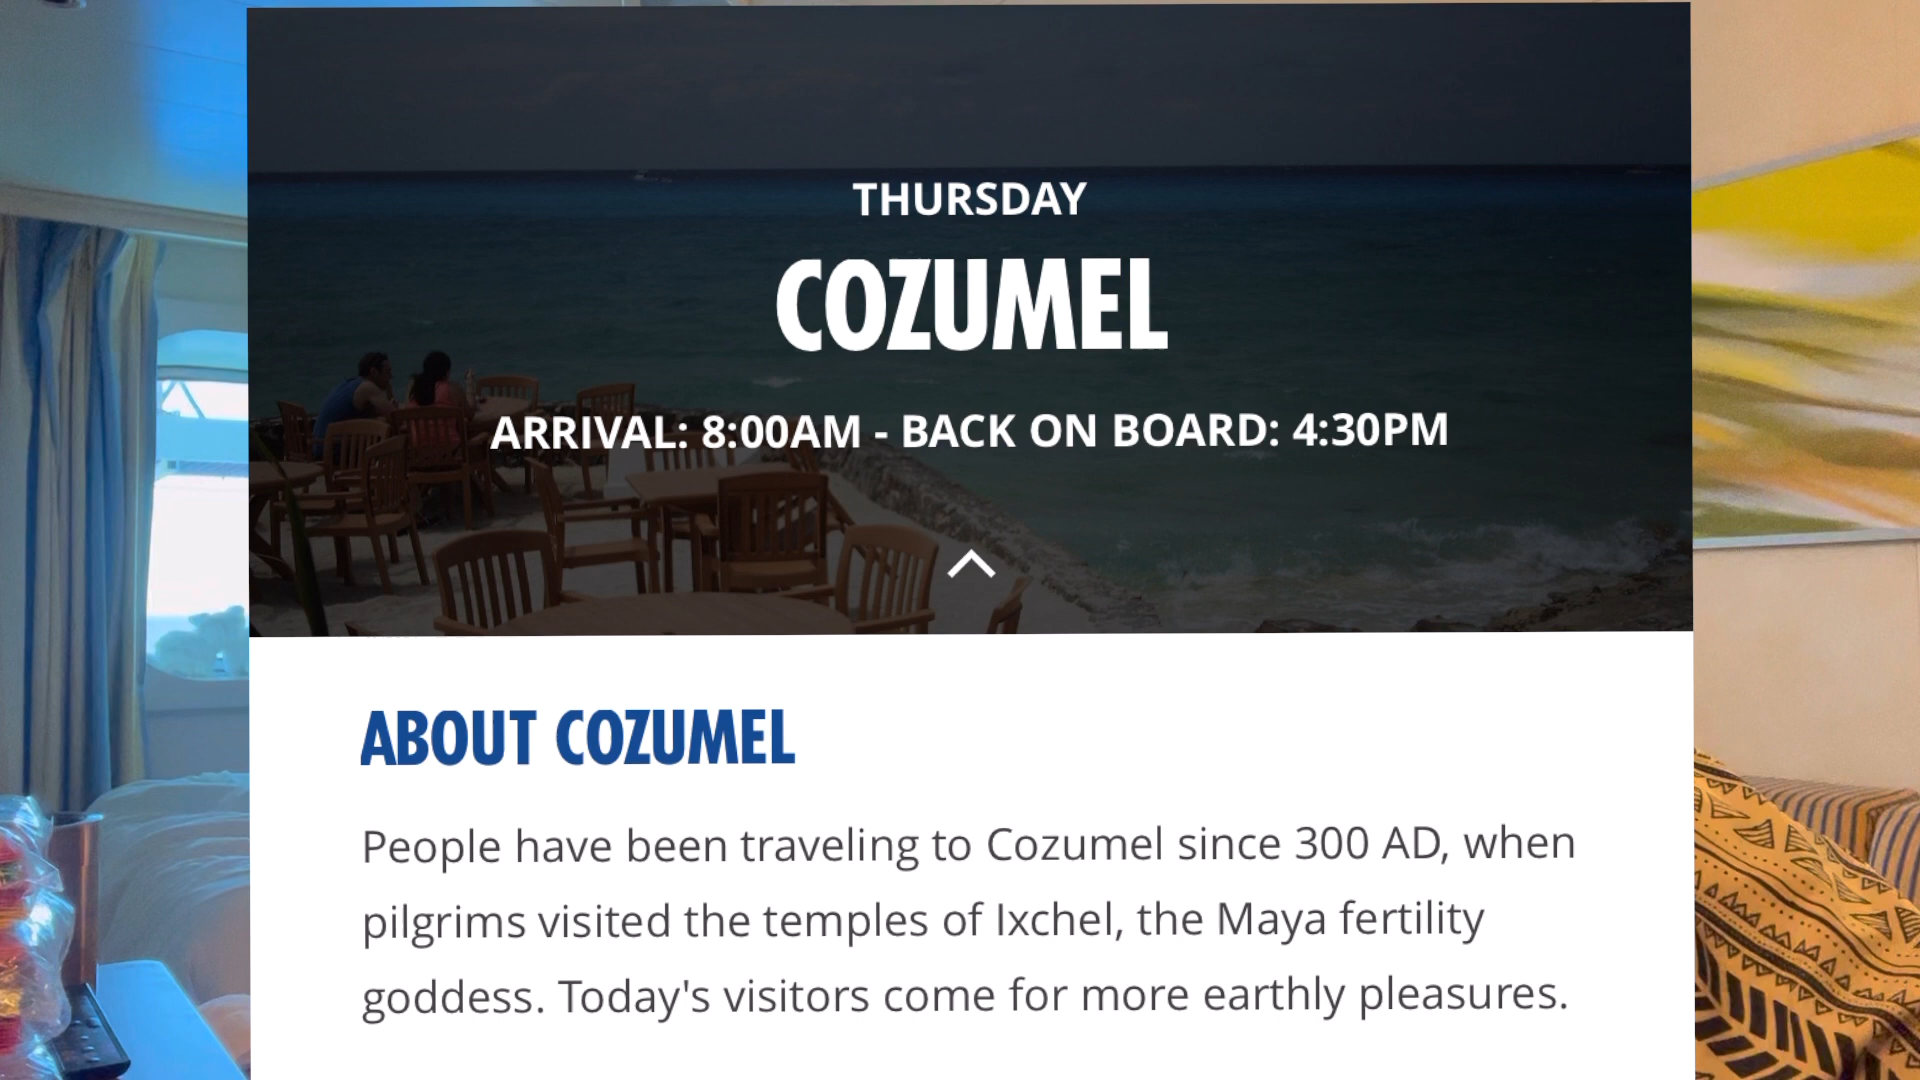 THURSDAY
COZUMEL
ARRIVAL: 8:00AM - BACK ON BOARD: 4:30PM
ABOUT COZUMEL
People have been traveling to Cozumel since 300 AD, when
pilgrims visited the temples of Ixchel, the Maya fertility
goddess. Today's visitors come for more earthly pleasures.